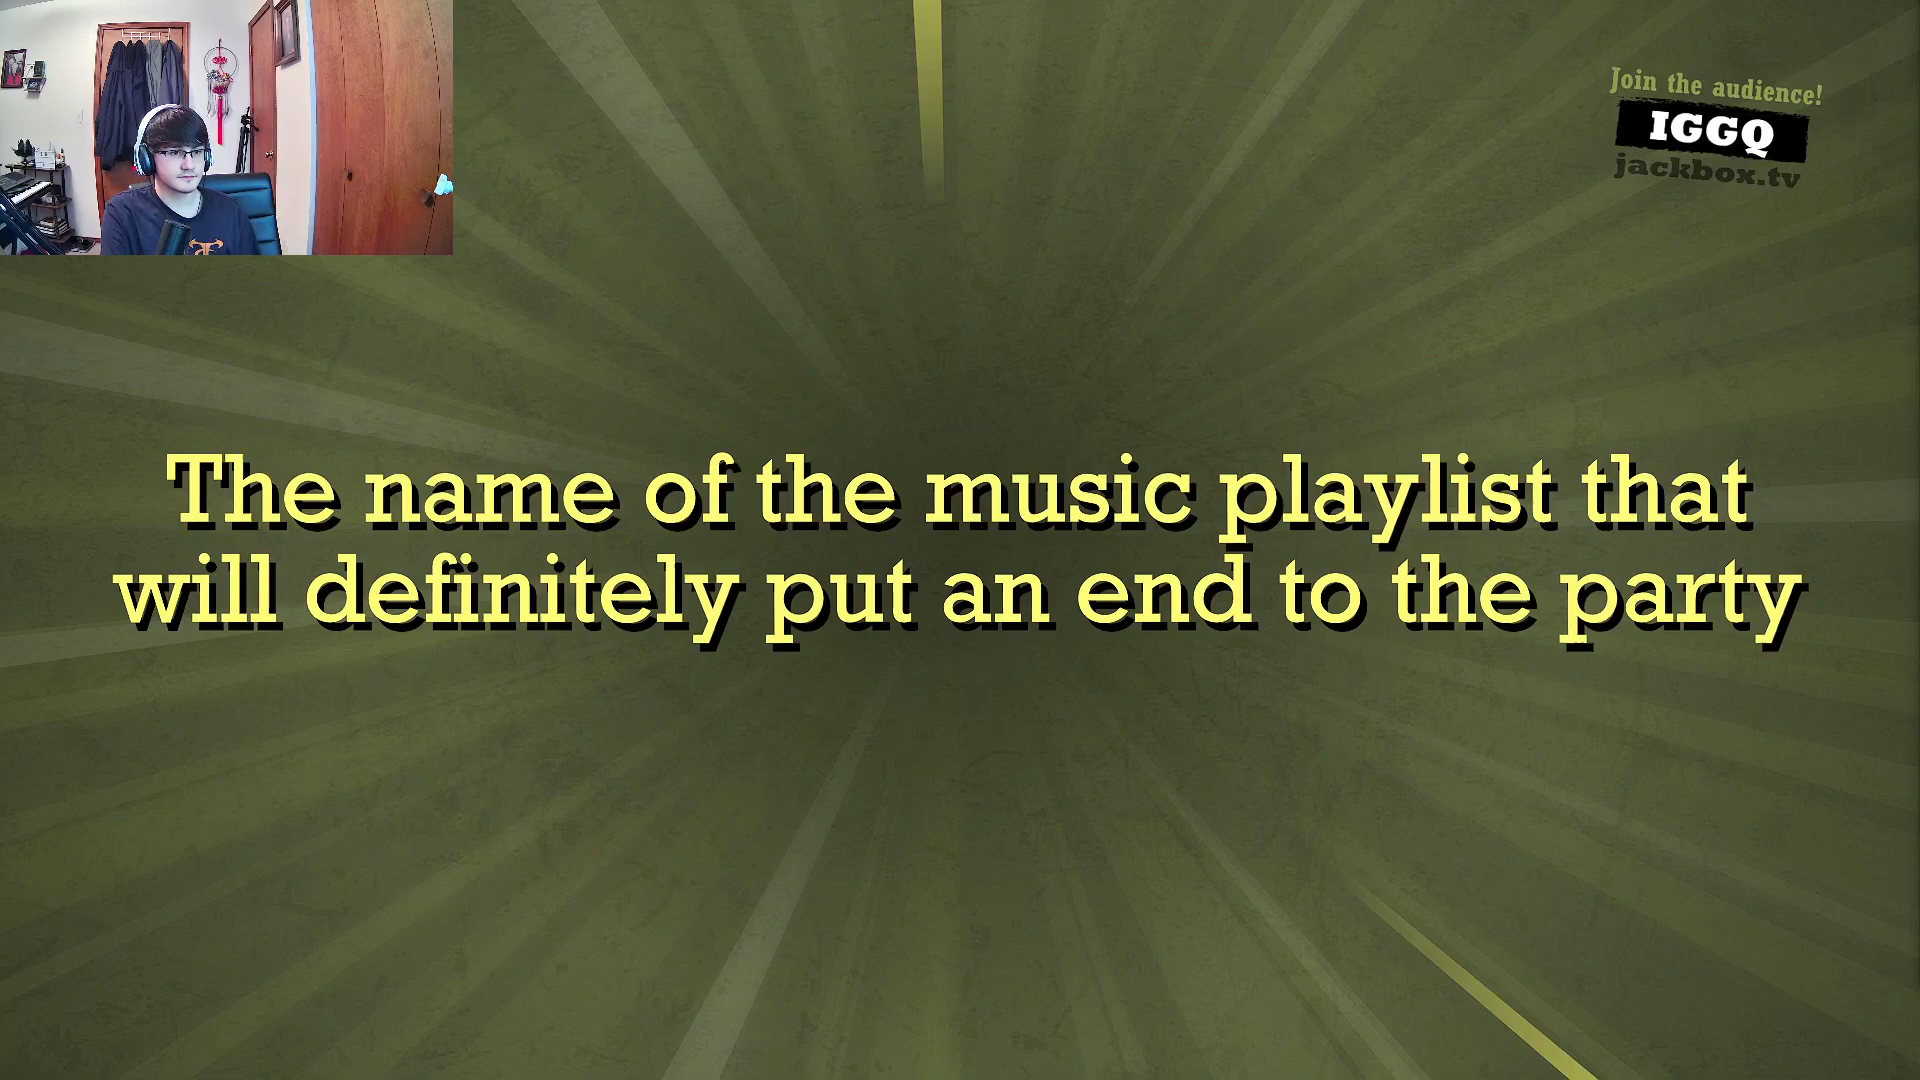 Join the audience!
IGGQ
jackbox.tv
The name of the music playlist that
will definitely put an end to the party